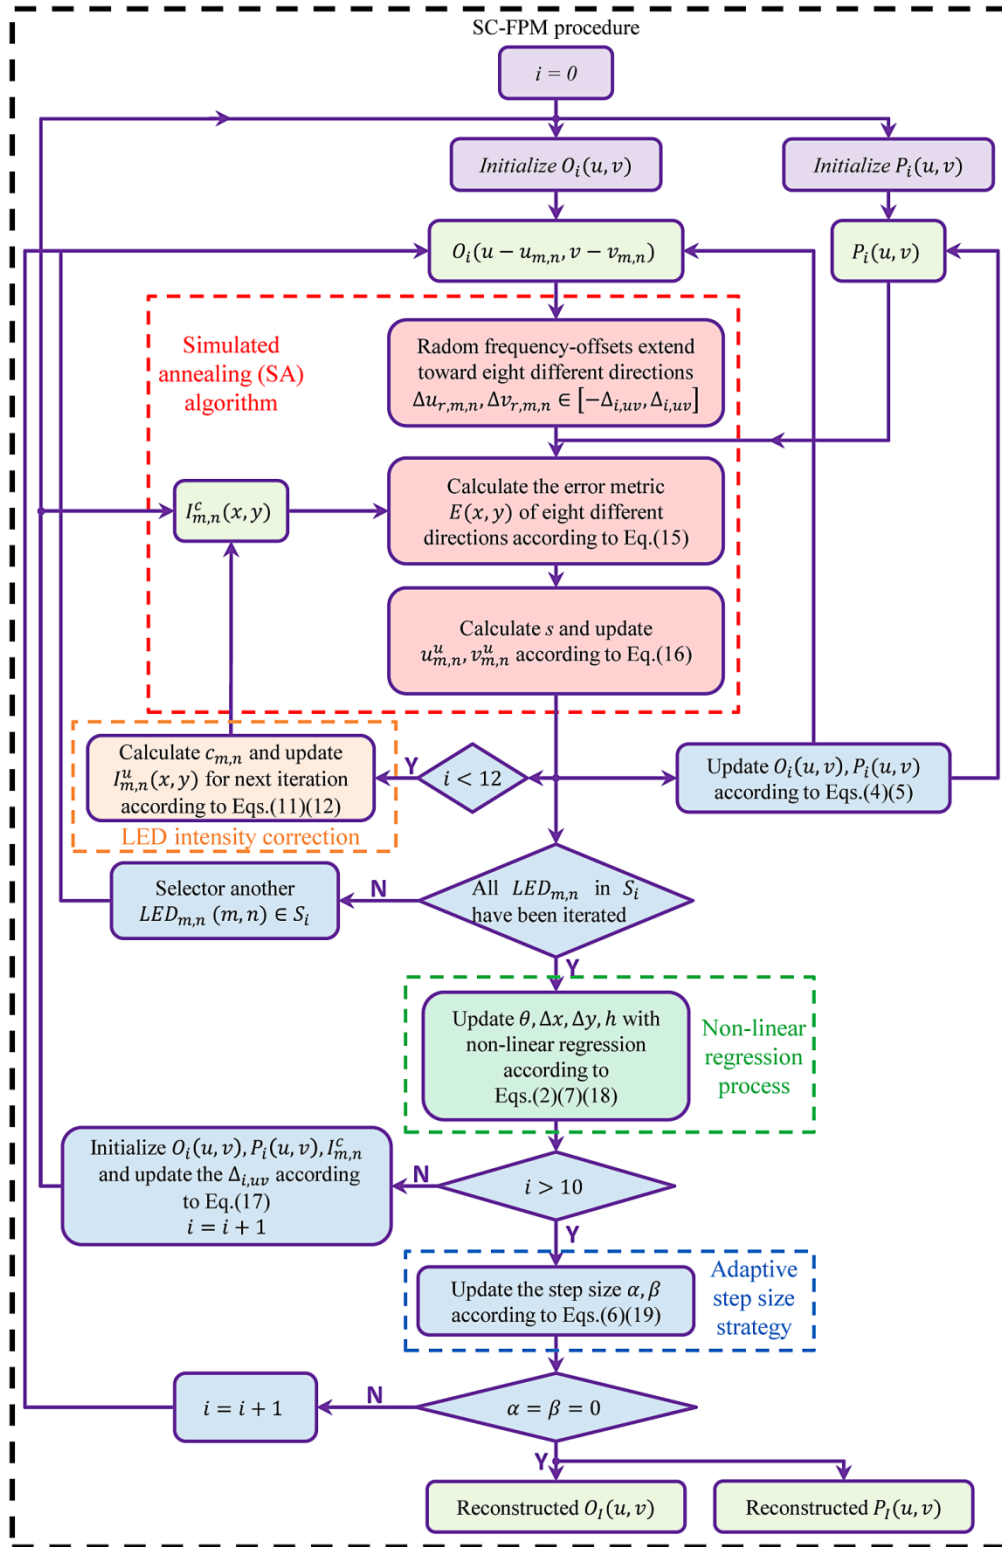 SC-FPM procedure
i = 0
Initialize O_i(u, v)
Initialize P_i(u, v)
O_i(u − u_{m,n}, v − v_{m,n})
P_i(u, v)
Simulated
annealing (SA)
algorithm
Radom frequency-offsets extend
toward eight different directions
Δu_{r,m,n}, Δv_{r,m,n} ∈ [−Δ_{i,uv}, Δ_{i,uv}]
I^c_{m,n}(x, y)
Calculate the error metric
E(x, y) of eight different
directions according to Eq.(15)
Calculate s and update
u^u_{m,n}, v^u_{m,n} according to Eq.(16)
Calculate c_{m,n} and update
I^u_{m,n}(x, y) for next iteration
according to Eqs.(11)(12)
LED intensity correction
Y
i < 12
Update O_i(u, v), P_i(u, v)
according to Eqs.(4)(5)
Selector another
LED_{m,n} (m, n) ∈ S_i
N
All LED_{m,n} in S_i
have been iterated
Y
Update θ, Δx, Δy, h with
non-linear regression
according to
Eqs.(2)(7)(18)
Non-linear
regression
process
Initialize O_i(u, v), P_i(u, v), I^c_{m,n}
and update the Δ_{i,uv} according
to Eq.(17)
i = i + 1
N
i > 10
Y
Update the step size α, β
according to Eqs.(6)(19)
Adaptive
step size
strategy
i = i + 1
N
α = β = 0
Y
Reconstructed O_I(u, v)
Reconstructed P_I(u, v)